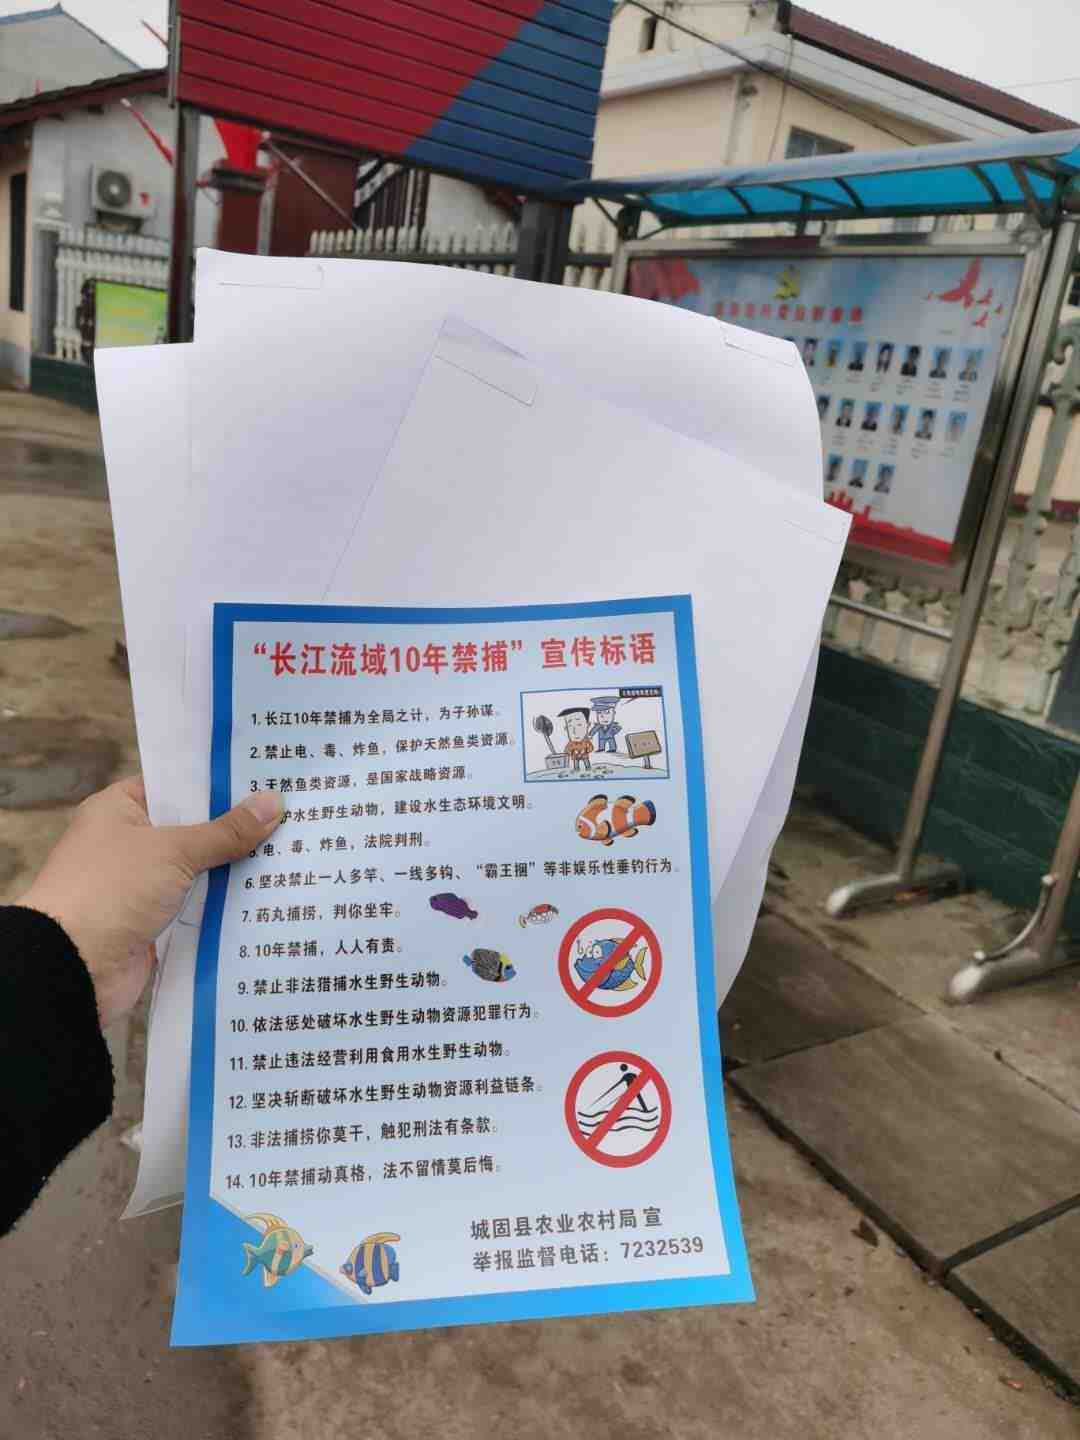 “长江流域10年禁捕”宣传标语
1. 长江10年禁捕为全局之计，为子孙谋。
2. 禁止电、毒、炸鱼，保护天然鱼类资源。
3. 天然鱼类资源，是国家战略资源。
护水生野生动物，建设水生态环境文明。
5. 电、毒、炸鱼，法院判刑。
6. 坚决禁止一人多竿、一线多钩、“霸王捆”等非娱乐性垂钓行为。
7. 药丸捕捞，判你坐牢。
8. 10年禁捕，人人有责。
9. 禁止非法猎捕水生野生动物。
10. 依法惩处破坏水生野生动物资源犯罪行为。
11. 禁止违法经营利用食用水生野生动物。
12. 坚决斩断破坏水生野生动物资源利益链条。
13. 非法捕捞你莫干，触犯刑法有条款。
14. 10年禁捕动真格，法不留情莫后悔。
城固县农业农村局 宣
举报监督电话：7232539